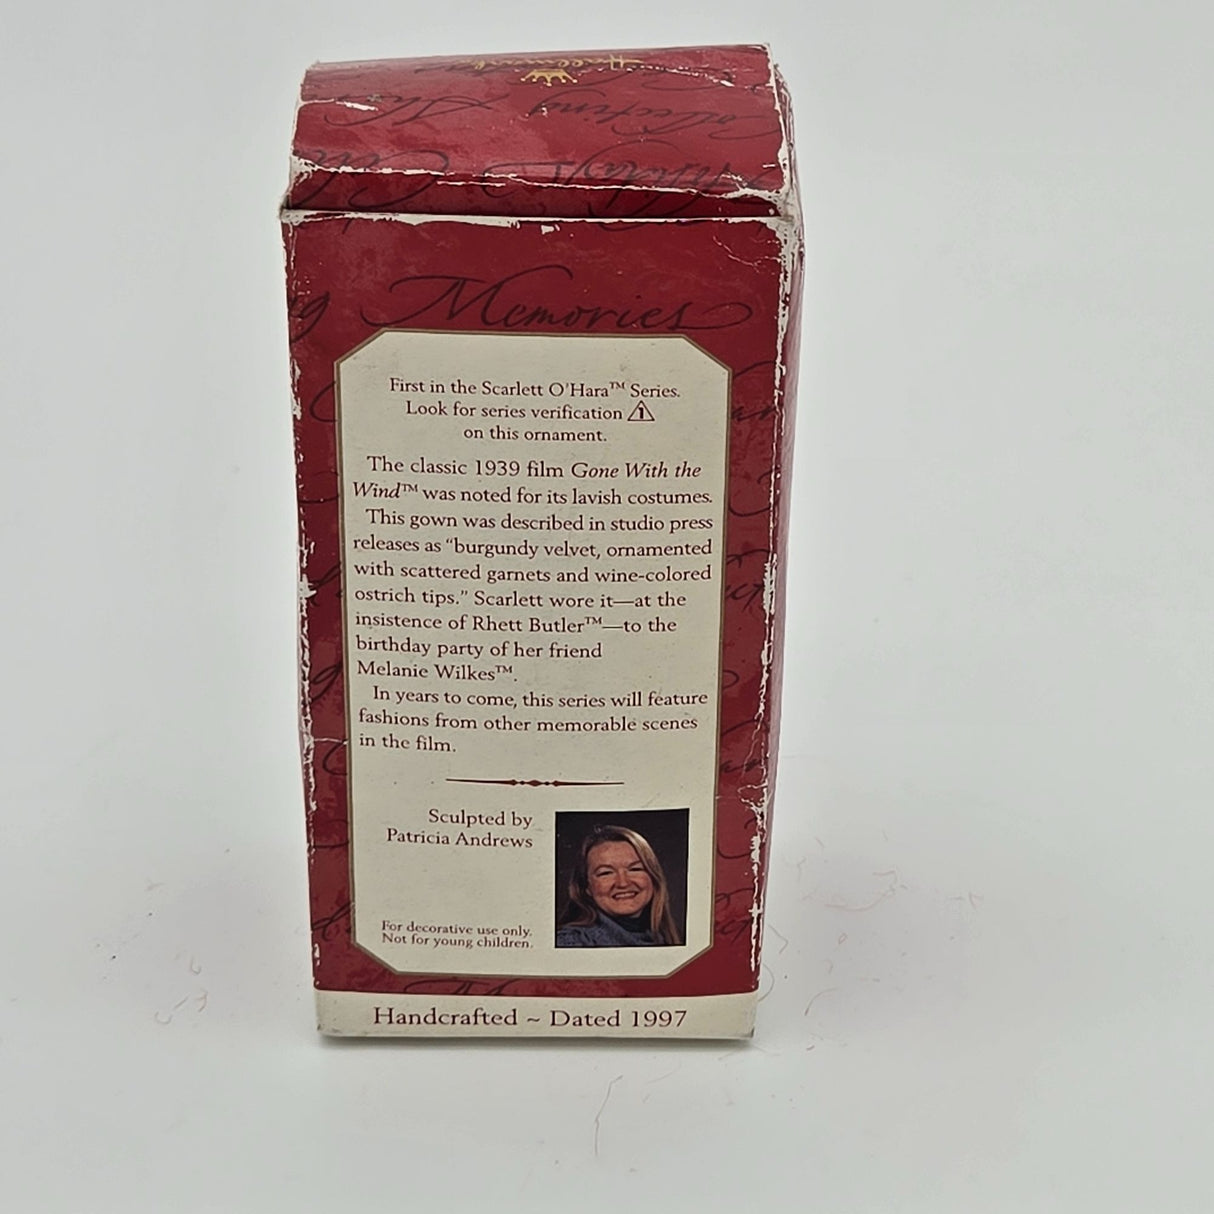 Hallmark
Collecting
Memories
First in the Scarlett O'Hara™ Series.
Look for series verification 1
on this ornament.
The classic 1939 film Gone With the
Wind™ was noted for its lavish costumes.
This gown was described in studio press
releases as “burgundy velvet, ornamented
with scattered garnets and wine-colored
ostrich tips.” Scarlett wore it—at the
insistence of Rhett Butler™—to the
birthday party of her friend
Melanie Wilkes™.
In years to come, this series will feature
fashions from other memorable scenes
in the film.
Sculpted by
Patricia Andrews
For decorative use only.
Not for young children.
Handcrafted ~ Dated 1997